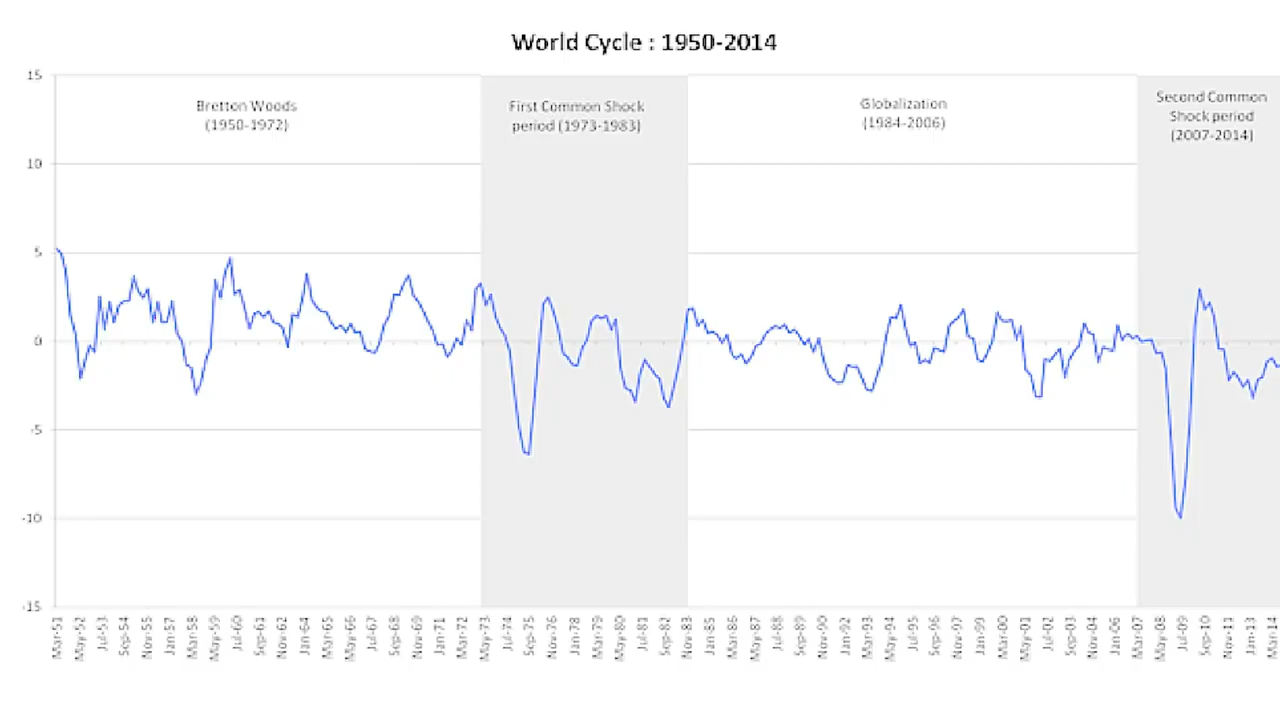 World Cycle : 1950-2014
15
10
5
0
-5
-10
-15
Bretton Woods
(1950-1972)
First Common Shock
period (1973-1983)
Globalization
(1984-2006)
Second Common
Shock period
(2007-2014)
Mar-51
May-52
Jul-53
Sep-54
Nov-55
Jan-57
Mar-58
May-59
Jul-60
Sep-61
Nov-62
Jan-64
Mar-65
May-66
Jul-67
Sep-68
Nov-69
Jan-71
Mar-72
May-73
Jul-74
Sep-75
Nov-76
Jan-78
Mar-79
May-80
Jul-81
Sep-82
Nov-83
Jan-85
Mar-86
May-87
Jul-88
Sep-89
Nov-90
Jan-92
Mar-93
May-94
Jul-95
Sep-96
Nov-97
Jan-99
Mar-00
May-01
Jul-02
Sep-03
Nov-04
Jan-06
Mar-07
May-08
Jul-09
Sep-10
Nov-11
Jan-13
Mar-14